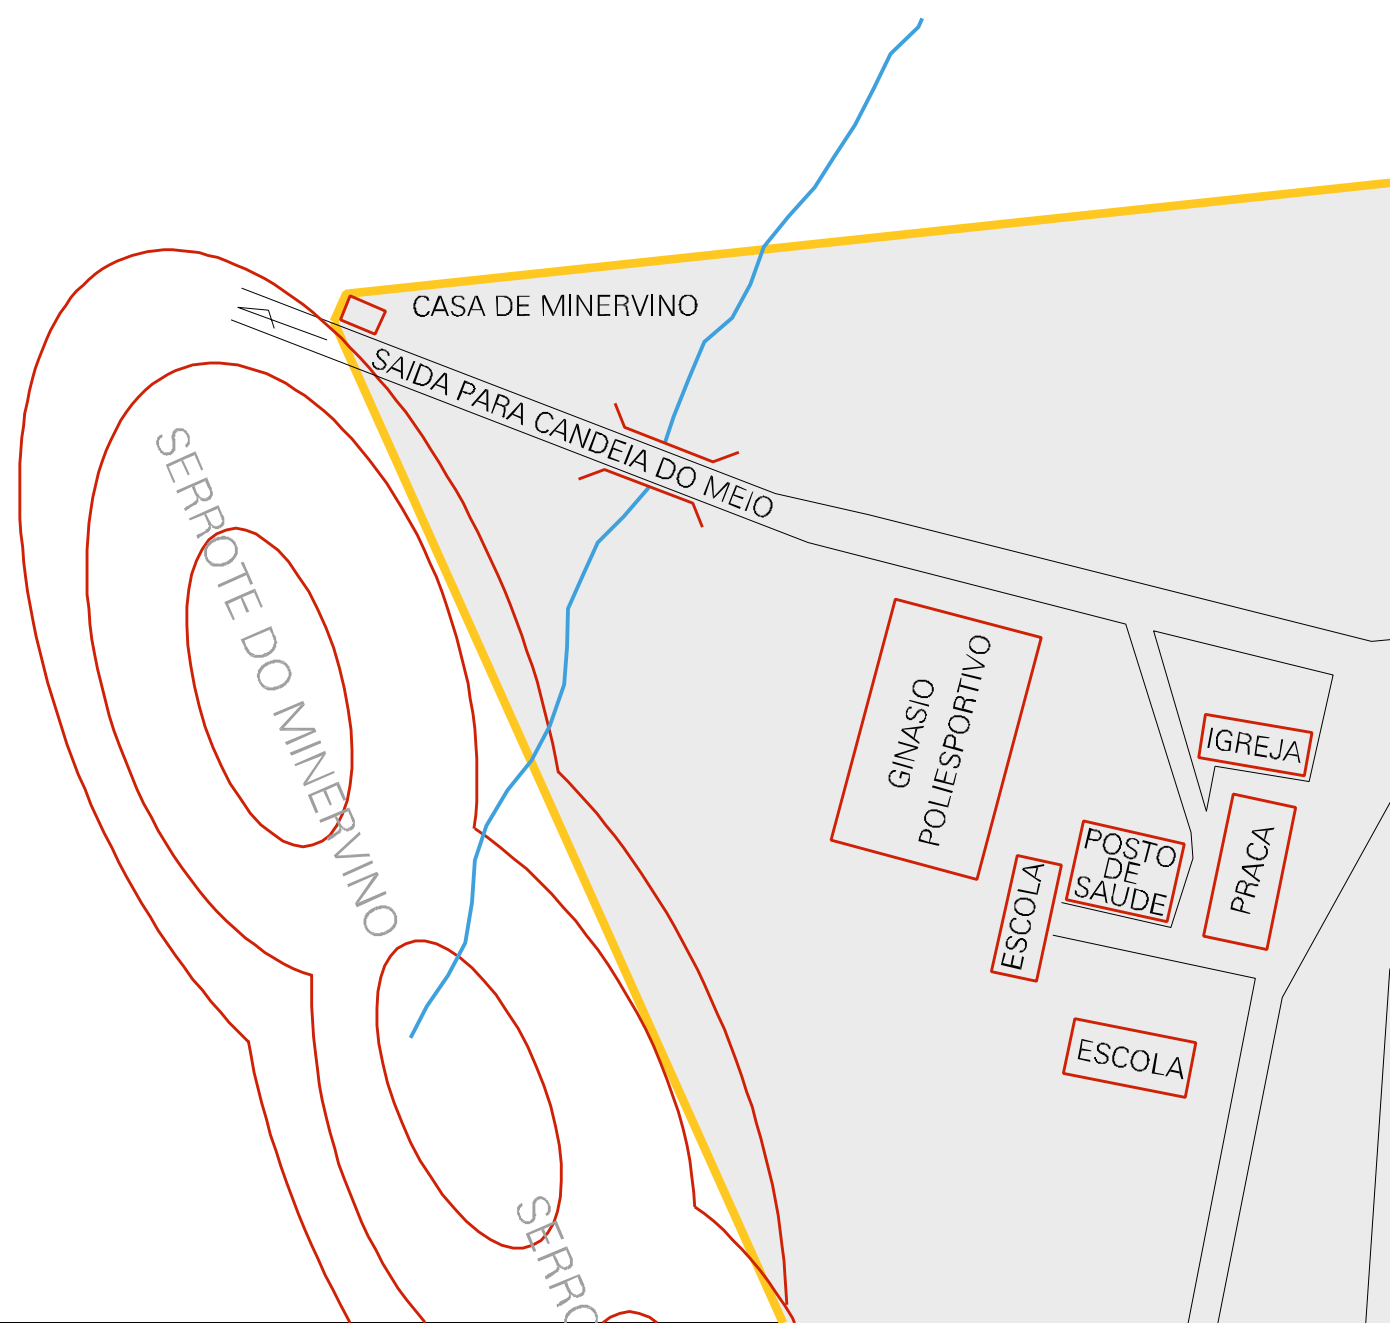 CASA DE MINERVINO
SAIDA PARA CANDEIA DO MEIO
SERROTE DO MINERVINO
GINASIO
POLIESPORTIVO
IGREJA
POSTO
DE
SAUDE
PRACA
ESCOLA
ESCOLA
SERRO